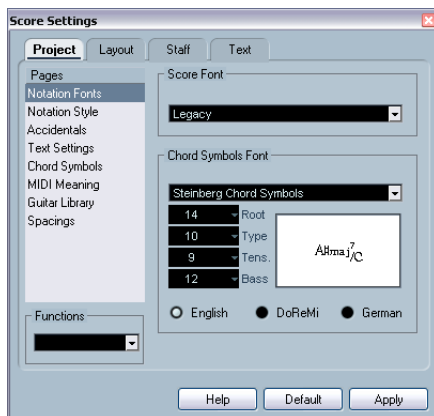 Score Settings
Project Layout Staff Text
Pages
Notation Fonts
Notation Style
Accidentals
Text Settings
Chord Symbols
MIDI Meaning
Guitar Library
Spacings
Functions
Score Font
Legacy
Chord Symbols Font
Steinberg Chord Symbols
14 Root
10 Type
9 Tens.
12 Bass
A#maj7/C
English DoReMi German
Help Default Apply